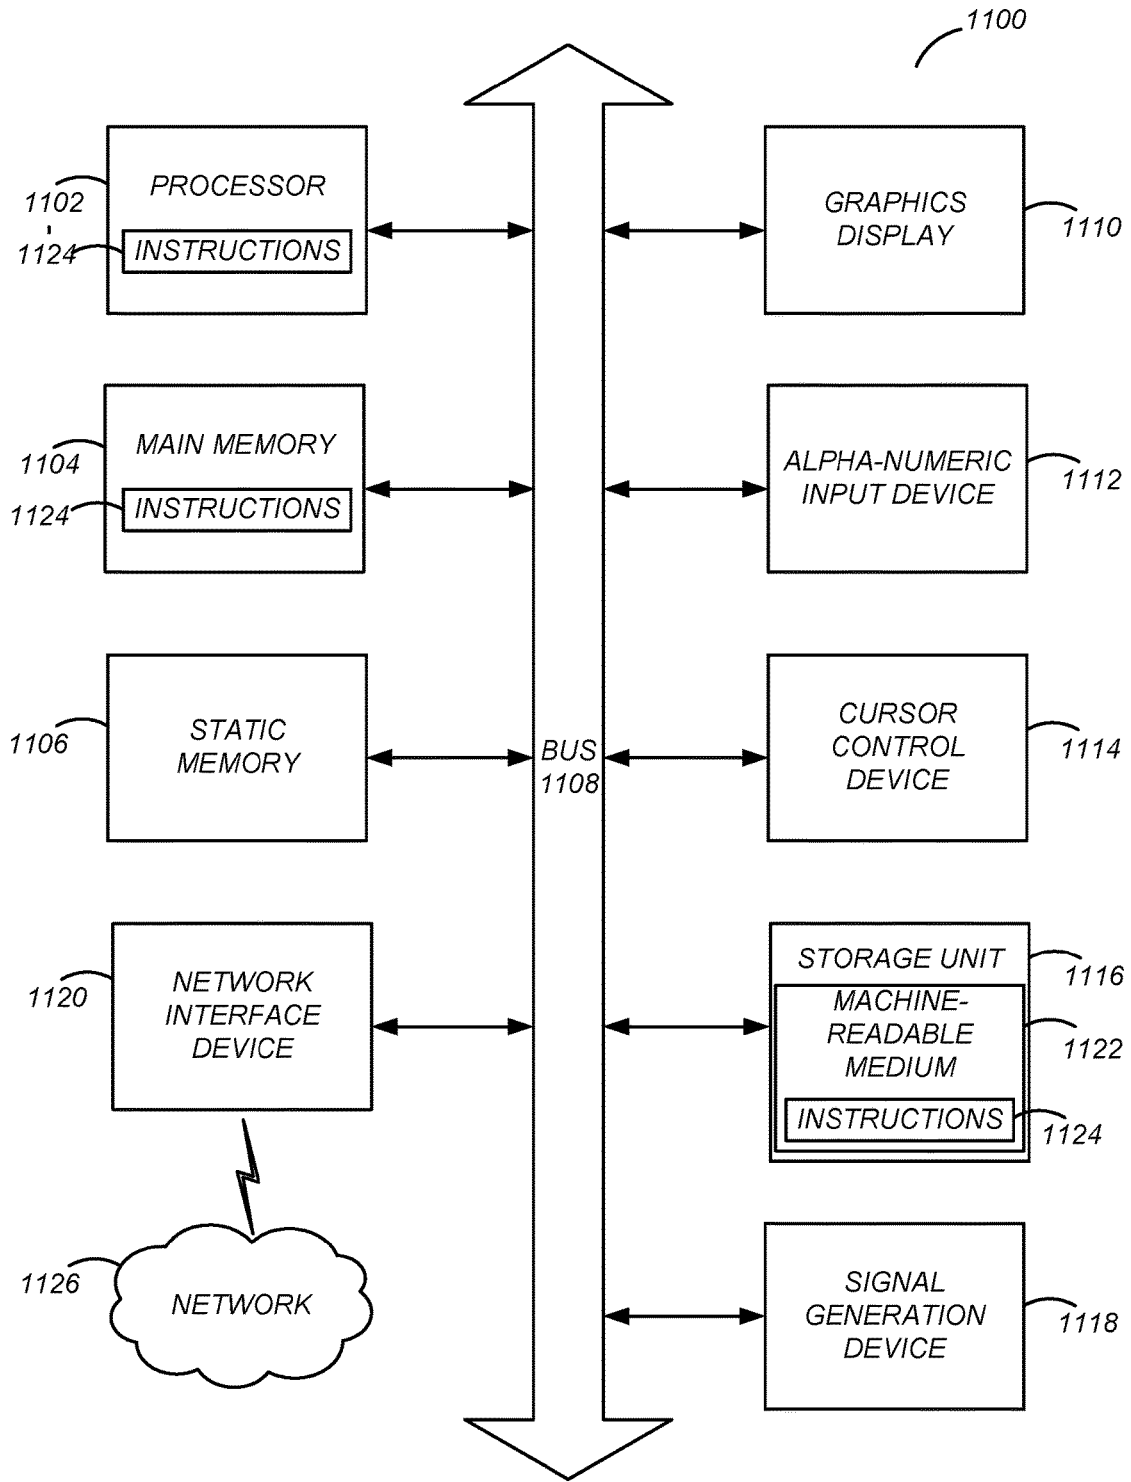 1100
PROCESSOR
1102
1124
INSTRUCTIONS
GRAPHICS
DISPLAY
1110
MAIN MEMORY
1104
1124
INSTRUCTIONS
ALPHA-NUMERIC
INPUT DEVICE
1112
STATIC
MEMORY
1106
BUS
1108
CURSOR
CONTROL
DEVICE
1114
NETWORK
INTERFACE
DEVICE
1120
STORAGE UNIT
1116
MACHINE-
READABLE
MEDIUM
1122
INSTRUCTIONS
1124
1126
NETWORK
SIGNAL
GENERATION
DEVICE
1118